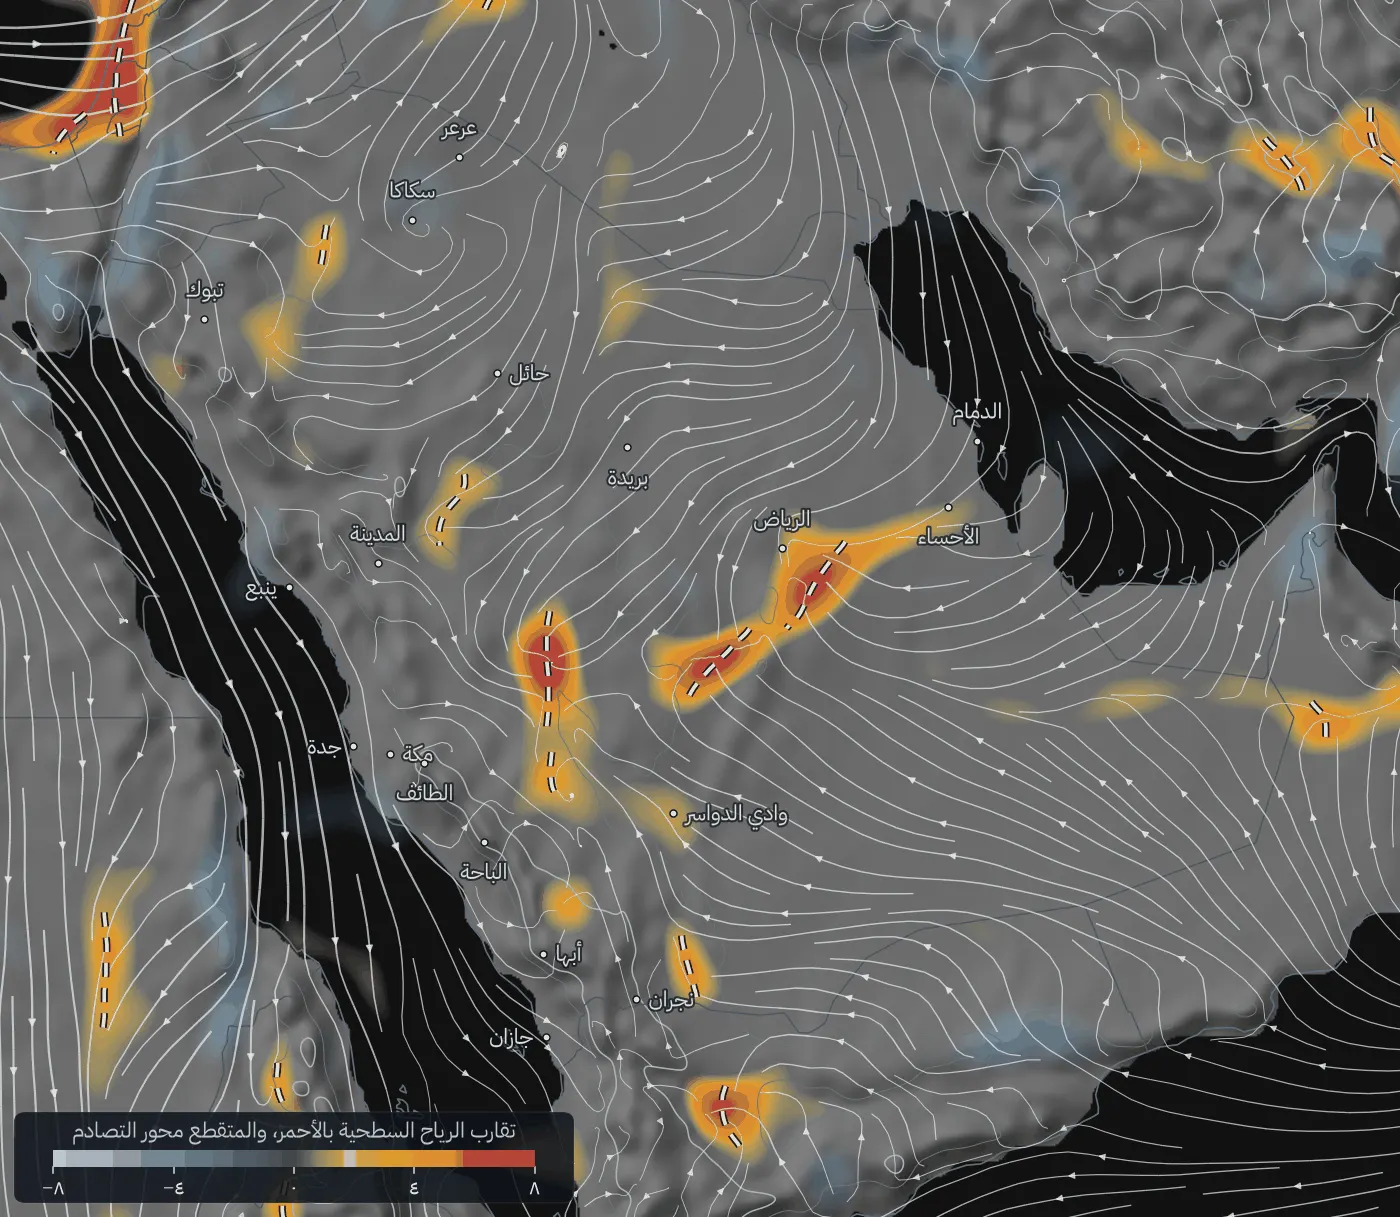 عرعر
سكاكا
تبوك
حائل
الدمام
بريدة
الرياض
الأحساء
المدينة
ينبع
جدة
مكة
الطائف
وادي الدواسر
الباحة
أبها
نجران
جازان
تقارب الرياح السطحية بالأحمر، والمتقطع محور التصادم
−٨ −٤ ٠ ٤ ٨